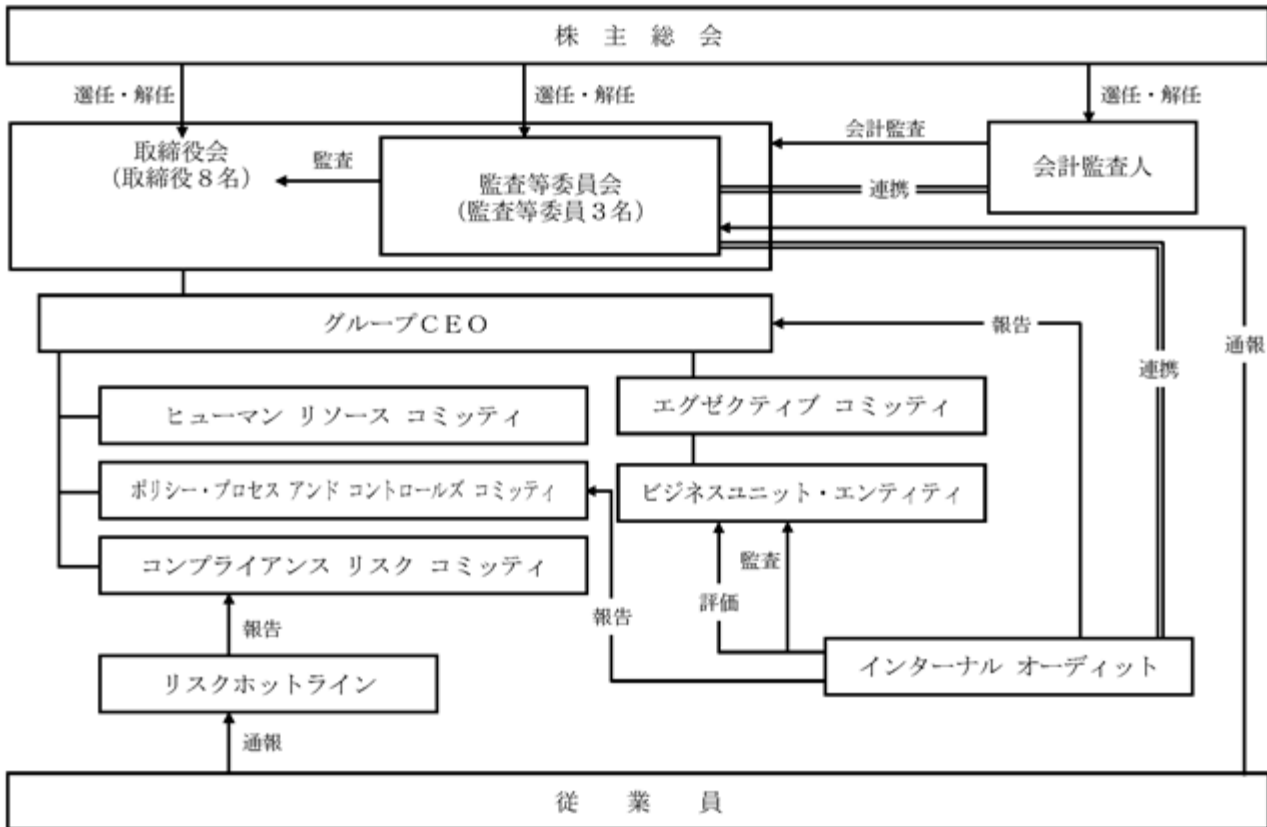 株 主 総 会
選任・解任
選任・解任
選任・解任
取締役会
（取締役８名）
監査
監査等委員会
（監査等委員３名）
会計監査
連携
会計監査人
グループＣＥＯ
報告
連携
通報
ヒューマン リソース コミッティ
エグゼクティブ コミッティ
ポリシー・プロセス アンド コントロールズ コミッティ
ビジネスユニット・エンティティ
コンプライアンス リスク コミッティ
監査
評価
報告
報告
リスクホットライン
インターナル オーディット
通報
従 業 員